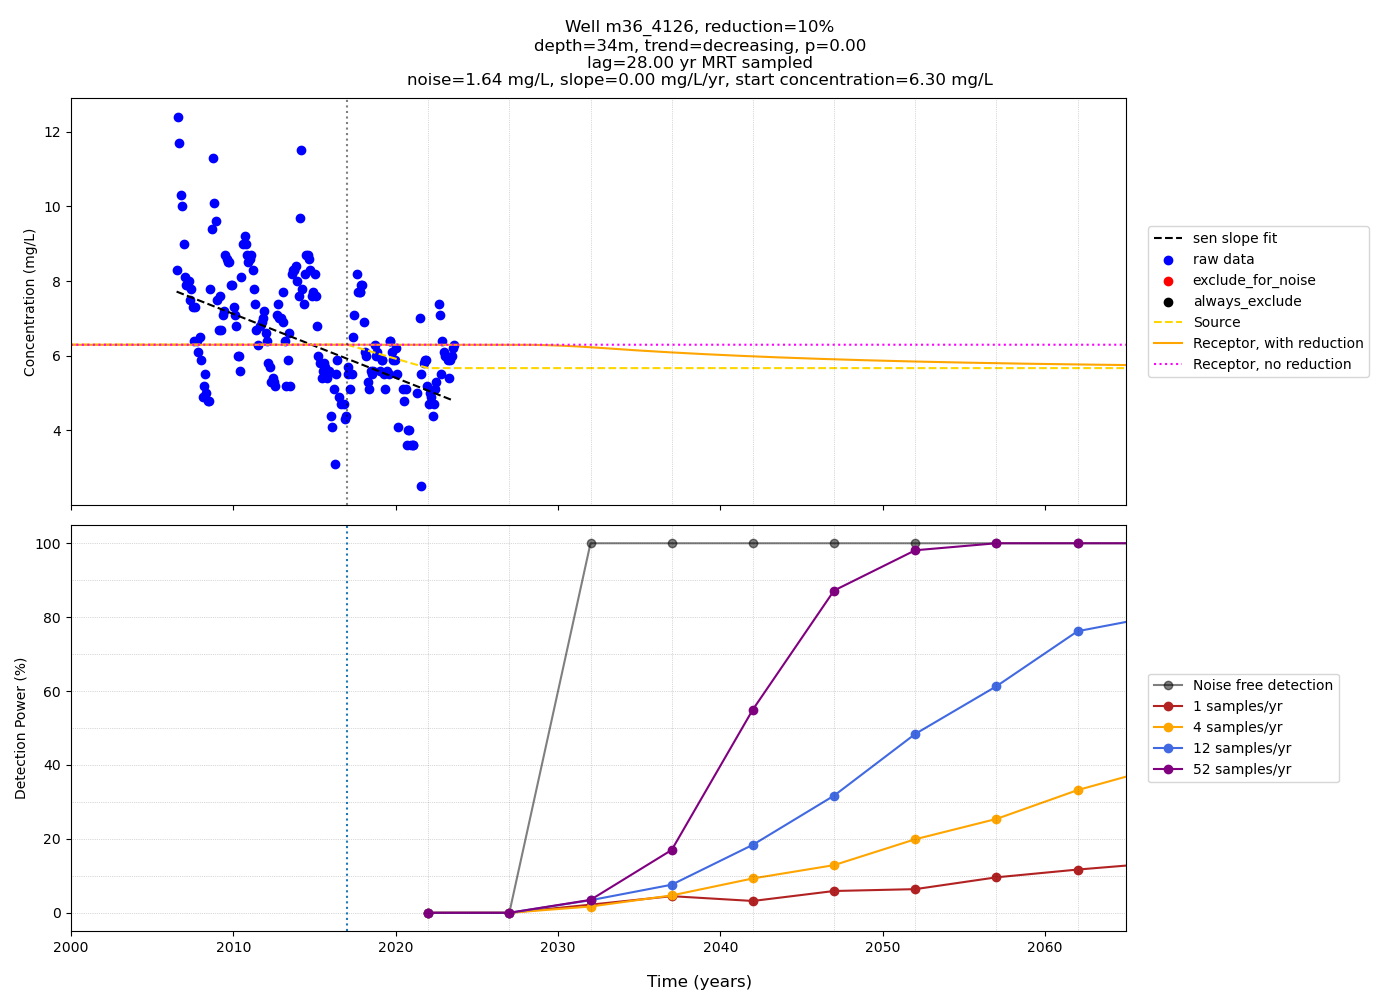 Well m36_4126, reduction=10%
depth=34m, trend=decreasing, p=0.00
lag=28.00 yr MRT sampled
noise=1.64 mg/L, slope=0.00 mg/L/yr, start concentration=6.30 mg/L
Concentration (mg/L)
12
10
8
6
4
sen slope fit
raw data
exclude_for_noise
always_exclude
Source
Receptor, with reduction
Receptor, no reduction
Detection Power (%)
100
80
60
40
20
0
Noise free detection
1 samples/yr
4 samples/yr
12 samples/yr
52 samples/yr
2000 2010 2020 2030 2040 2050 2060
Time (years)